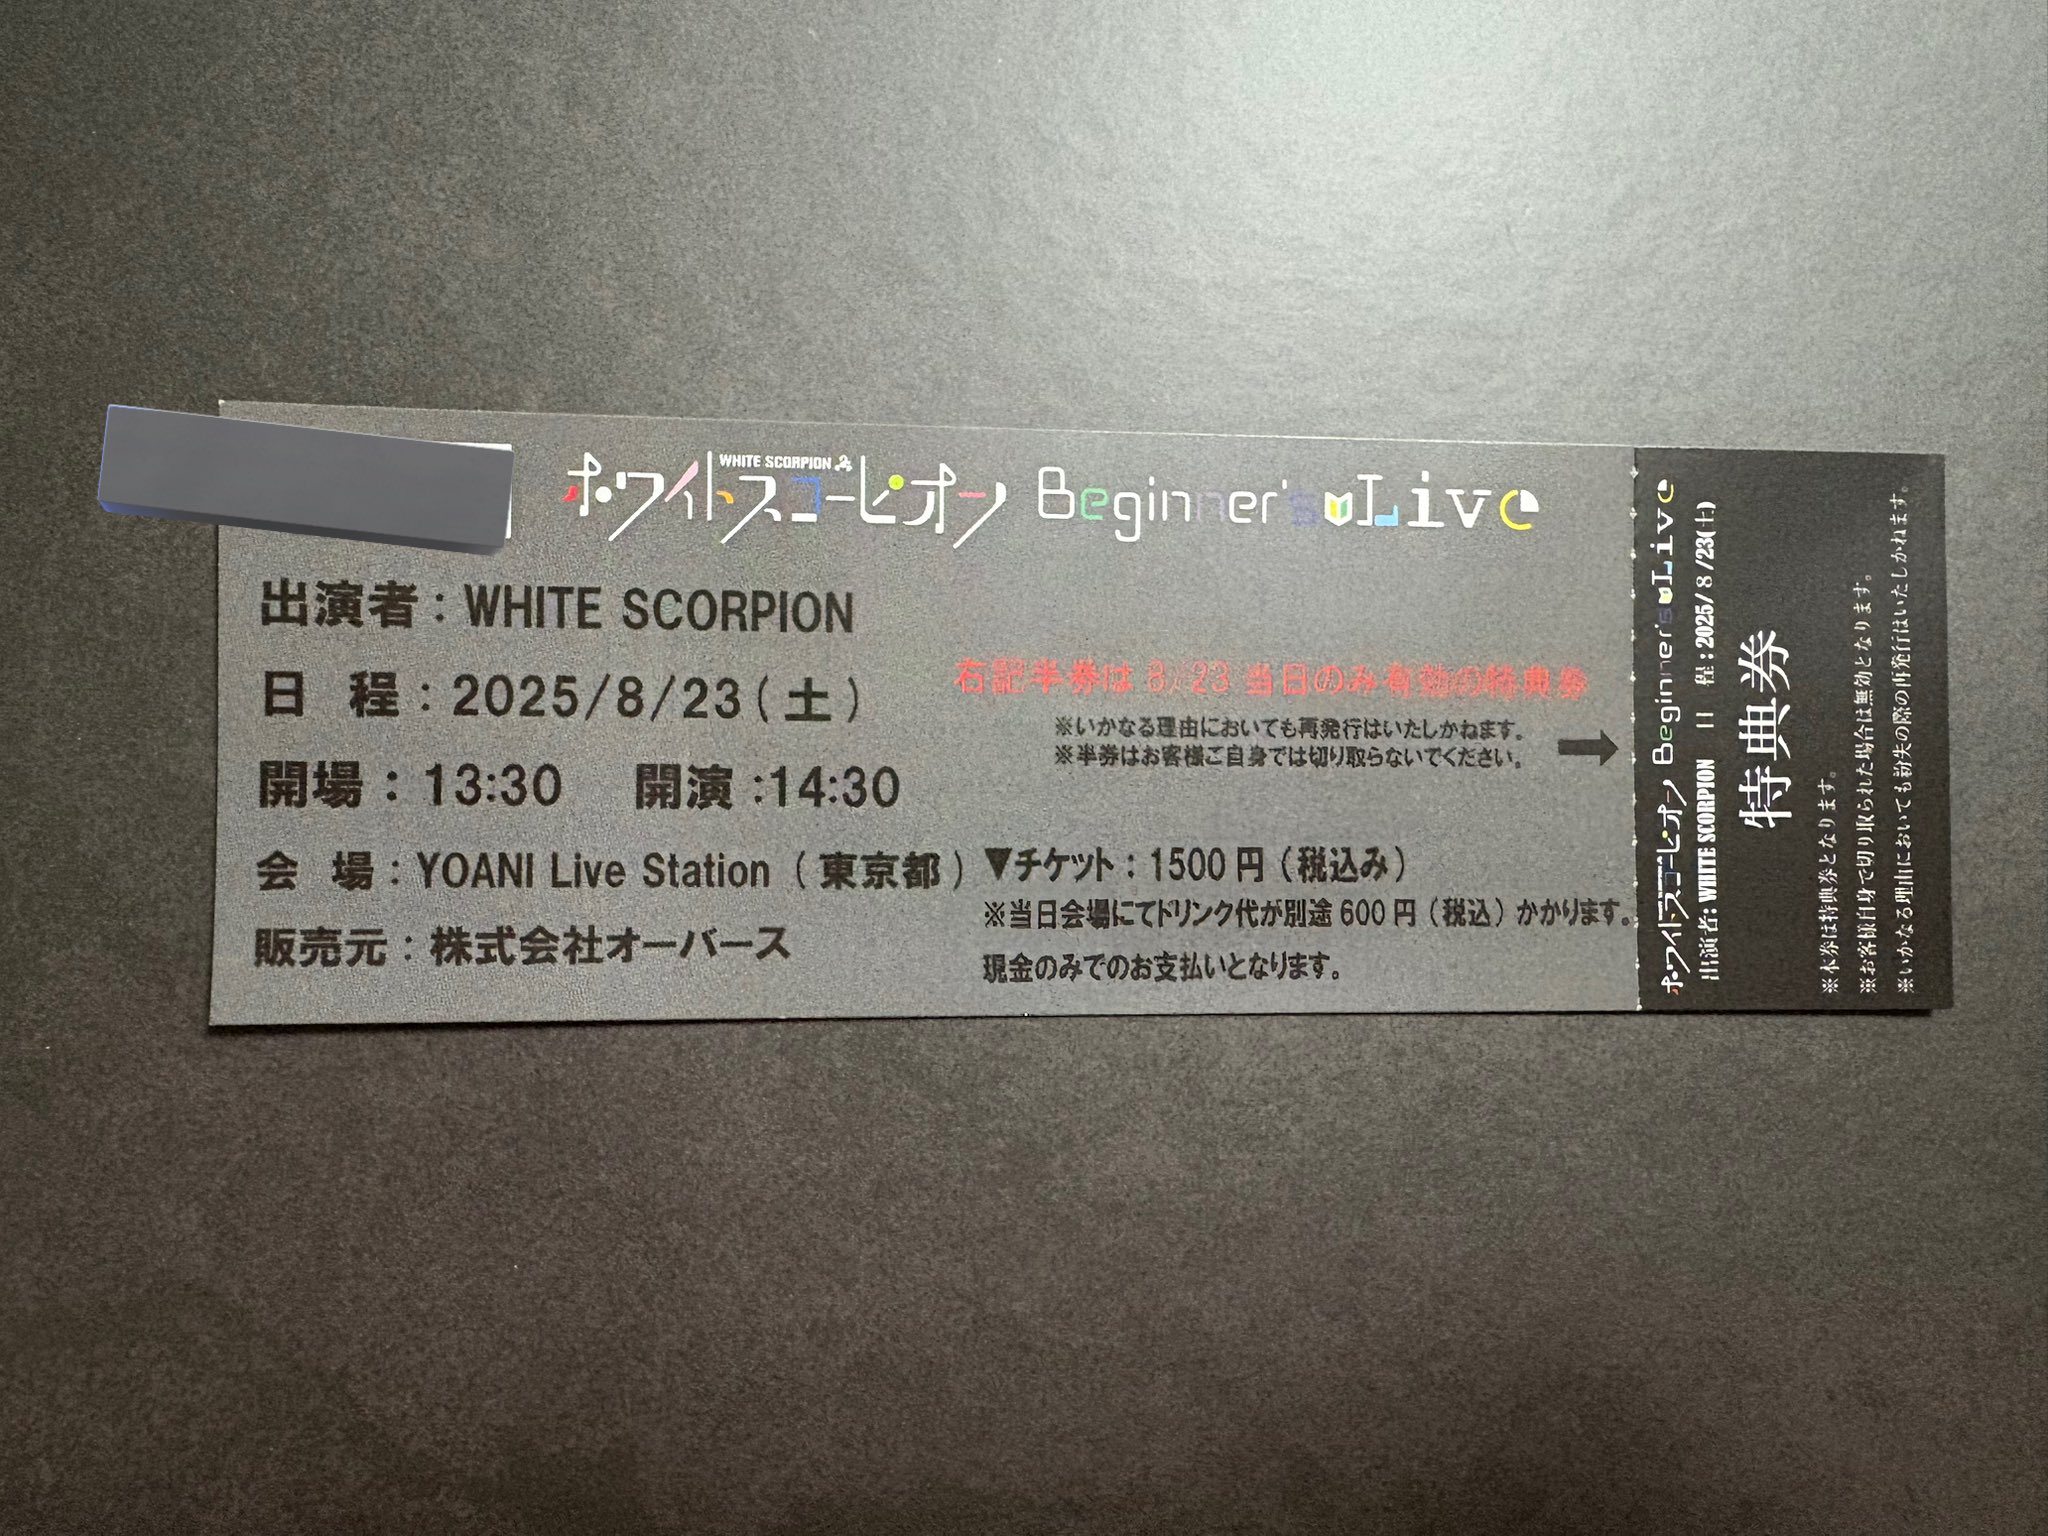 WHITE SCORPION
ホワイトスコーピオン Beginner's Live
出演者：WHITE SCORPION
日　程：2025/8/23(土)
開場：13:30　開演:14:30
会　場：YOANI Live Station（東京都）
販売元：株式会社オーバース
右記半券は 8/23 当日のみ有効の特典券
※いかなる理由においても再発行はいたしかねます。
※半券はお客様ご自身では切り取らないでください。
▼チケット：1500円（税込み）
※当日会場にてドリンク代が別途600円（税込）かかります。
現金のみでのお支払いとなります。
ホワイトスコーピオン Beginner's Live
出演者: WHITE SCORPION　日　程:2025/8/23(土)
特典券
※本券は特典券となります。
※お客様自身で切り取られた場合は無効となります。
※いかなる理由においても紛失の際の再発行はいたしかねます。